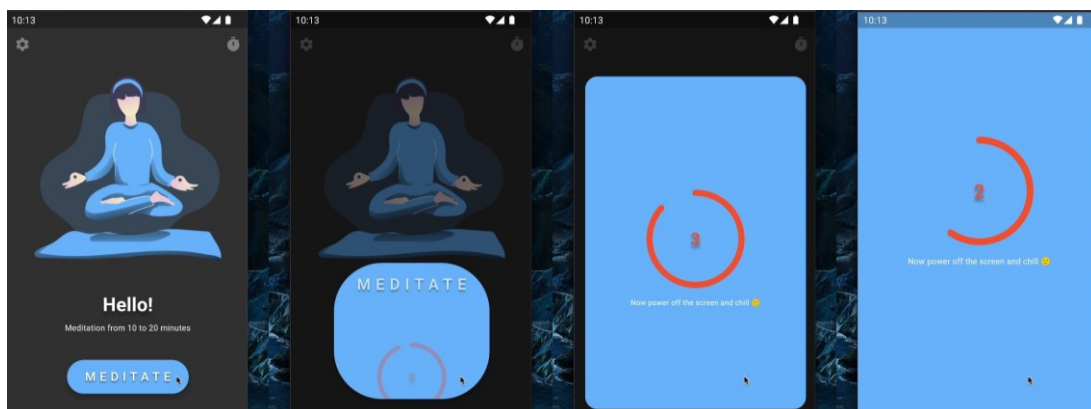 10:13
Hello!
Meditation from 10 to 20 minutes
MEDITATE
10:13
MEDITATE
3
10:13
3
Now power off the screen and chill 🙂
10:13
2
Now power off the screen and chill 🙂